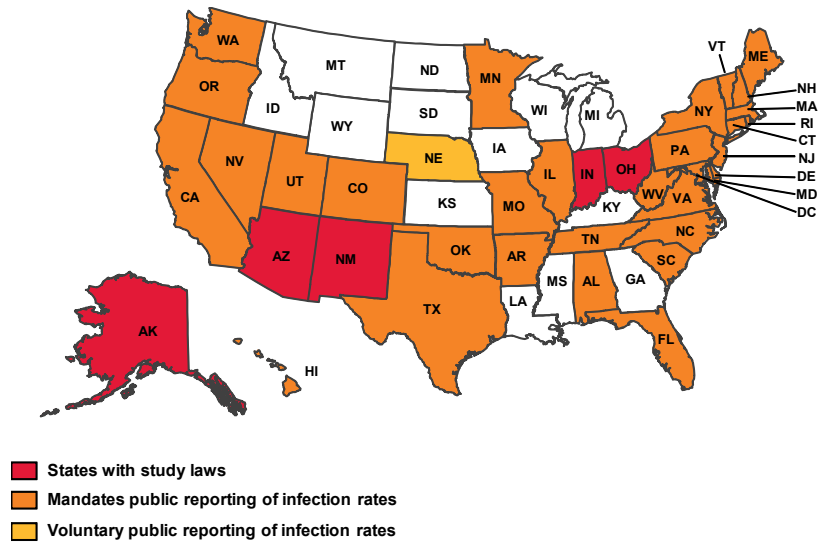 WA
MT
ND
MN
VT
ME
OR
ID
SD
WI
MI
NY
NH
MA
RI
CT
WY
IA
PA
NJ
NV
NE
IL
IN
OH
DE
MD
DC
CA
UT
CO
KS
MO
KY
WV
VA
AZ
NM
OK
AR
TN
NC
SC
TX
LA
MS
AL
GA
FL
AK
HI
States with study laws
Mandates public reporting of infection rates
Voluntary public reporting of infection rates